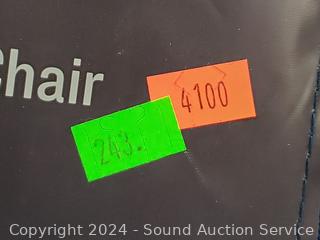 Chair
4100
243.
Copyright 2024 - Sound Auction Service